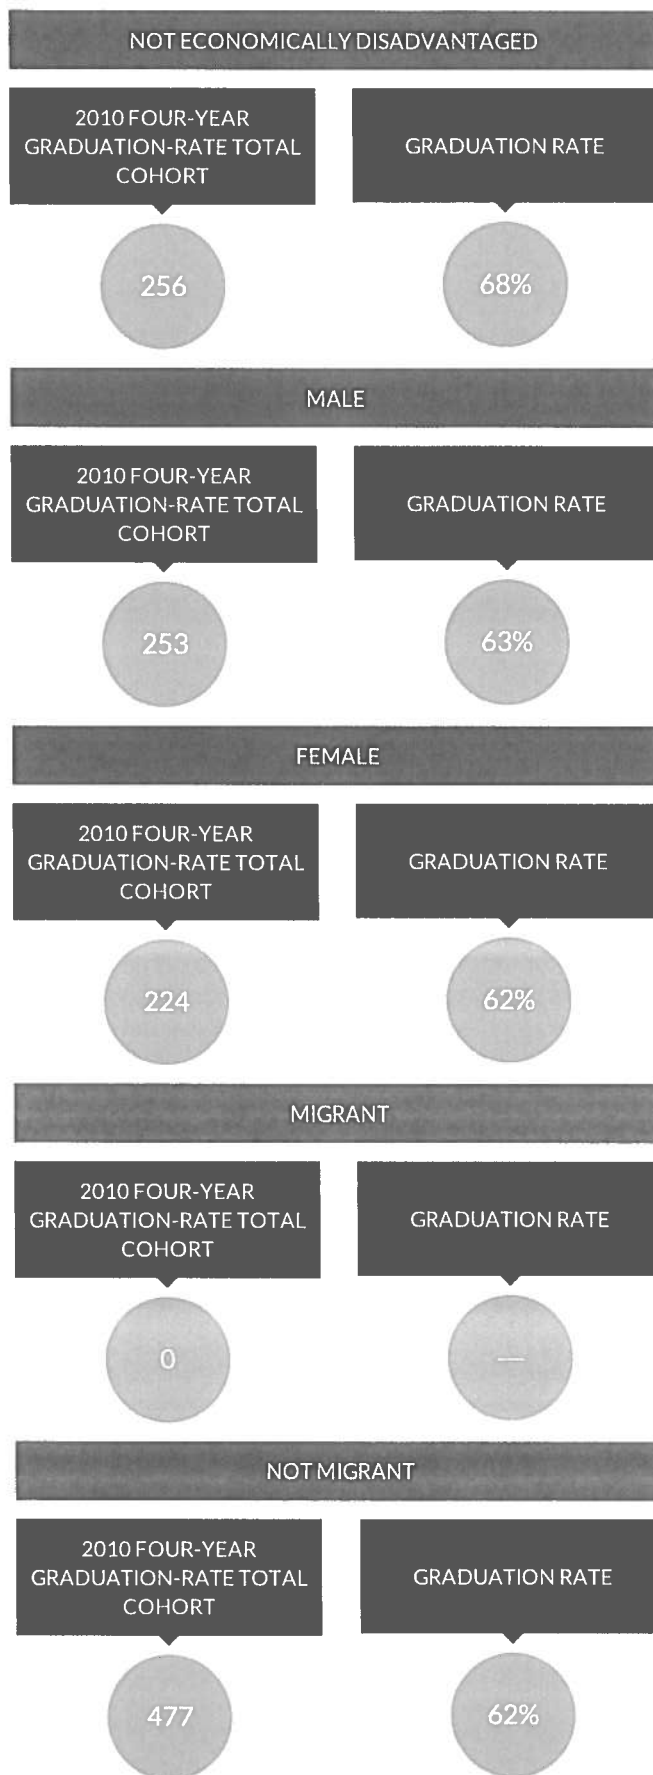 NOT ECONOMICALLY DISADVANTAGED
2010 FOUR-YEAR
GRADUATION-RATE TOTAL
COHORT
GRADUATION RATE
256
68%
MALE
2010 FOUR-YEAR
GRADUATION-RATE TOTAL
COHORT
GRADUATION RATE
253
63%
FEMALE
2010 FOUR-YEAR
GRADUATION-RATE TOTAL
COHORT
GRADUATION RATE
224
62%
MIGRANT
2010 FOUR-YEAR
GRADUATION-RATE TOTAL
COHORT
GRADUATION RATE
0
—
NOT MIGRANT
2010 FOUR-YEAR
GRADUATION-RATE TOTAL
COHORT
GRADUATION RATE
477
62%